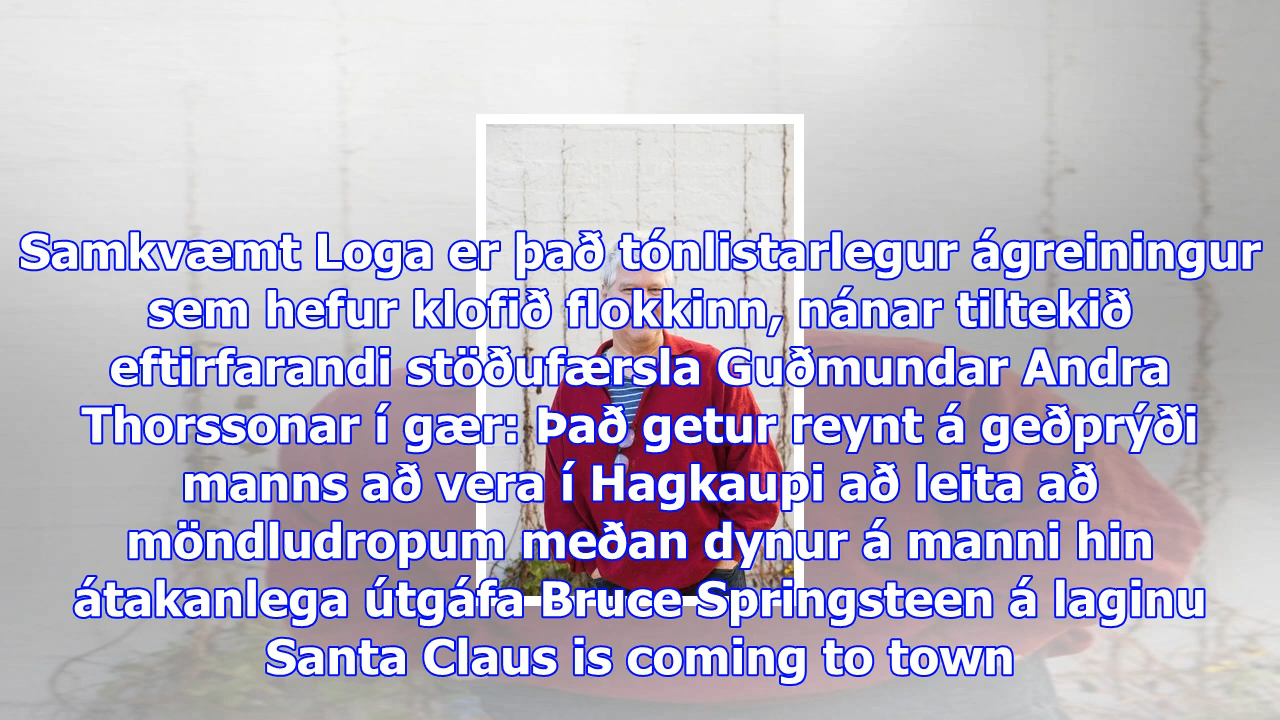 Samkvæmt Loga er það tónlistarlegur ágreiningur
sem hefur klofið flokkinn, nánar tiltekið
eftirfarandi stöðufærsla Guðmundar Andra
Thorssonar í gær: Það getur reynt á geðprýði
manns að vera í Hagkaupi að leita að
möndludropum meðan dynur á manni hin
átakanlega útgáfa Bruce Springsteen á laginu
Santa Claus is coming to town